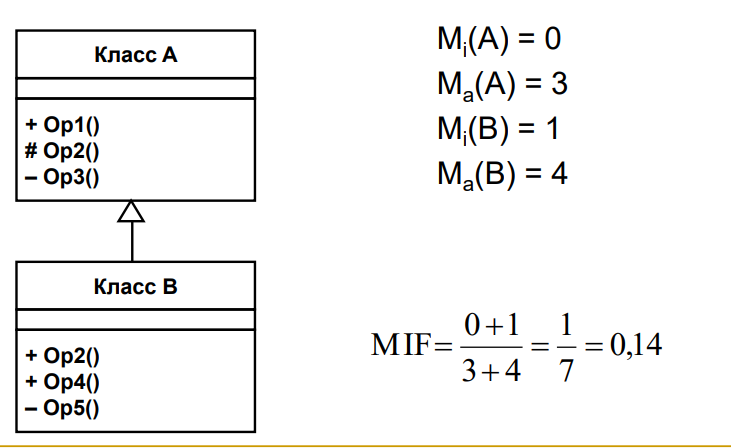 Класс А
+ Op1()
# Op2()
– Op3()
Класс В
+ Op2()
+ Op4()
– Op5()
Mi(A) = 0
Ma(A) = 3
Mi(B) = 1
Ma(B) = 4
MIF= 0+1 / 3+4 = 1 / 7 = 0,14